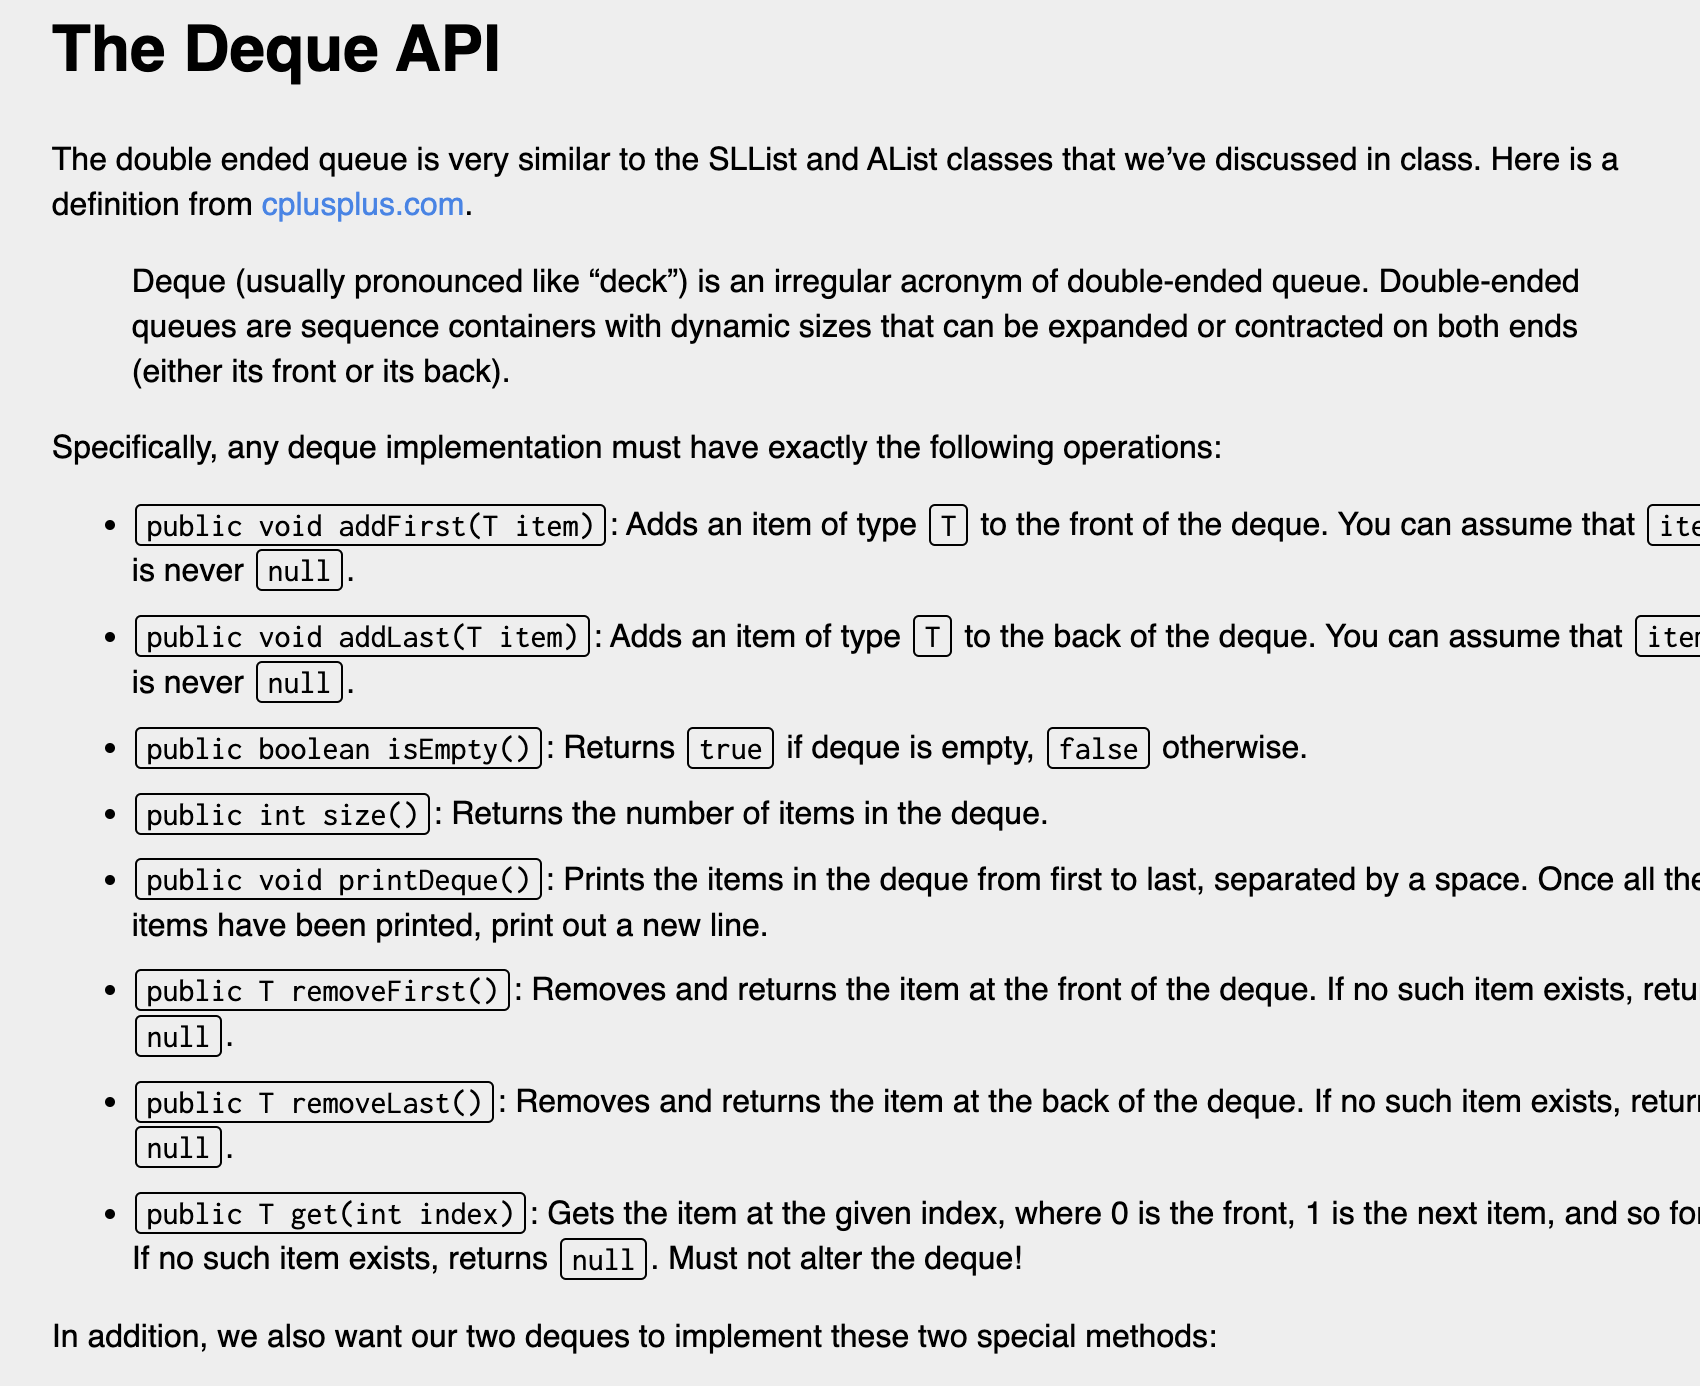 The Deque API
The double ended queue is very similar to the SLList and AList classes that we’ve discussed in class. Here is a
definition from cplusplus.com.
Deque (usually pronounced like “deck”) is an irregular acronym of double-ended queue. Double-ended
queues are sequence containers with dynamic sizes that can be expanded or contracted on both ends
(either its front or its back).
Specifically, any deque implementation must have exactly the following operations:
• public void addFirst(T item): Adds an item of type T to the front of the deque. You can assume that
is never null.
• public void addLast(T item): Adds an item of type T to the back of the deque. You can assume that
is never null.
• public boolean isEmpty(): Returns true if deque is empty, false otherwise.
• public int size(): Returns the number of items in the deque.
• public void printDeque(): Prints the items in the deque from first to last, separated by a space. Once all the
items have been printed, print out a new line.
• public T removeFirst(): Removes and returns the item at the front of the deque. If no such item exists,
null.
• public T removeLast(): Removes and returns the item at the back of the deque. If no such item exists,
null.
• public T get(int index): Gets the item at the given index, where 0 is the front, 1 is the next item, and so
If no such item exists, returns null. Must not alter the deque!
In addition, we also want our two deques to implement these two special methods: